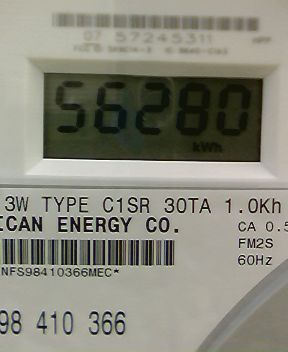 07 57245311
56280
kWh
3W TYPE C1SR 30TA 1.0Kh
ICAN ENERGY CO.
CA 0.5
FM2S
60Hz
NFS98410366MEC*
98 410 366